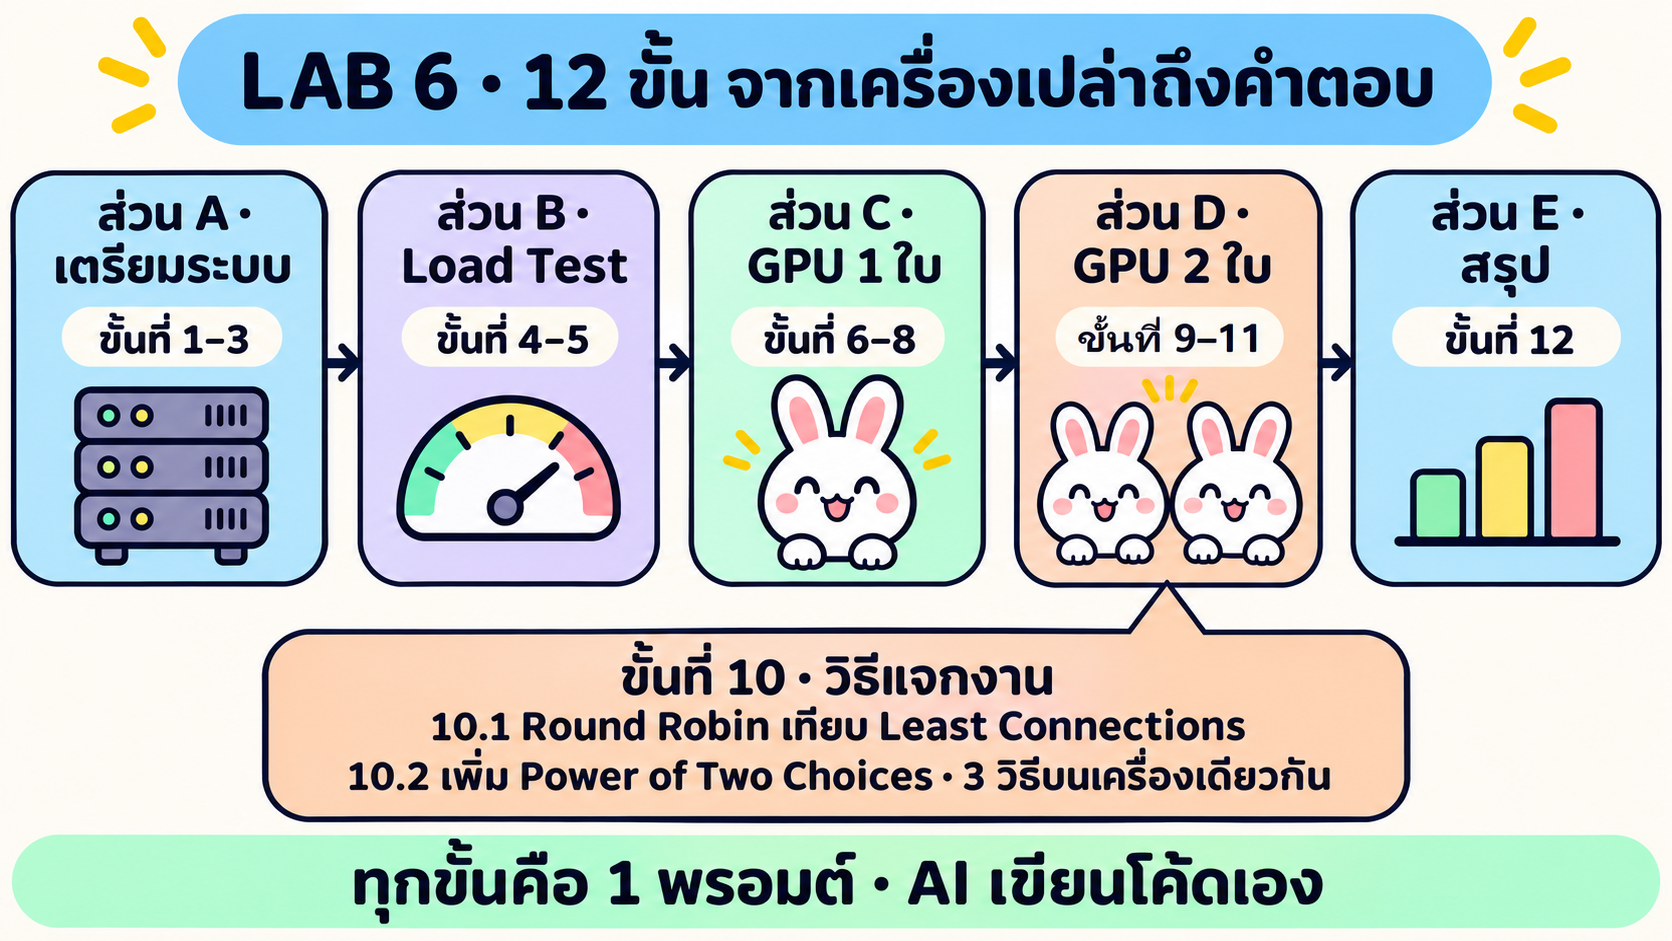 LAB 6 • 12 ขั้น จากเครื่องเปล่าถึงคำตอบ
ส่วน A •
เตรียมระบบ
ขั้นที่ 1–3
ส่วน B •
Load Test
ขั้นที่ 4–5
ส่วน C •
GPU 1 ใบ
ขั้นที่ 6–8
ส่วน D •
GPU 2 ใบ
ขั้นที่ 9–11
ส่วน E •
สรุป
ขั้นที่ 12
ขั้นที่ 10 • วิธีแจกงาน
10.1 Round Robin เทียบ Least Connections
10.2 เพิ่ม Power of Two Choices • 3 วิธีบนเครื่องเดียวกัน
ทุกขั้นคือ 1 พรอมต์ • AI เขียนโค้ดเอง